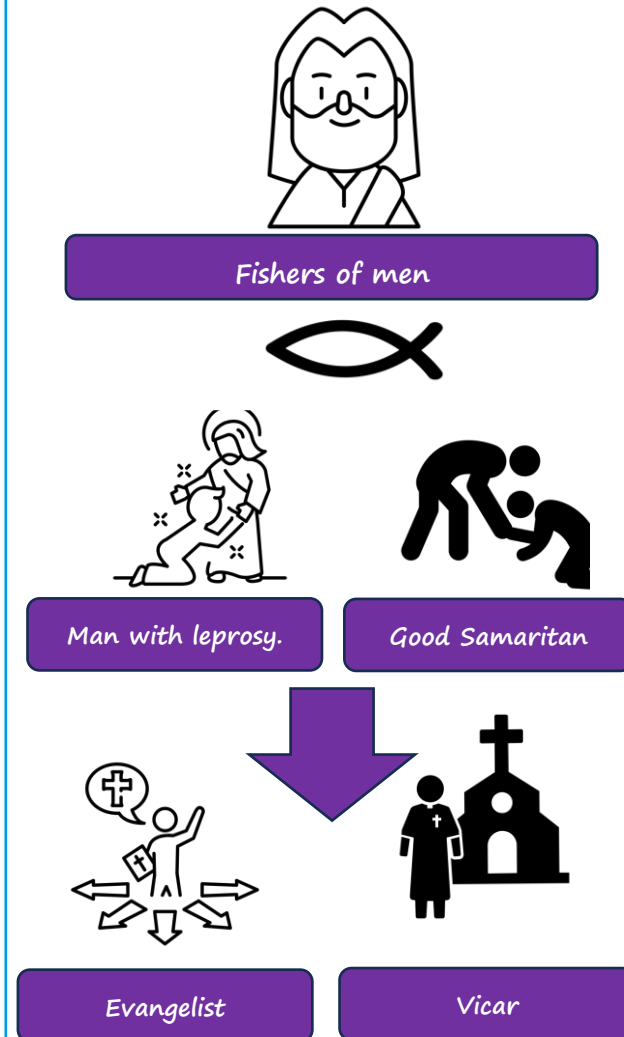 Fishers of men
Man with leprosy.
Good Samaritan
Evangelist
Vicar